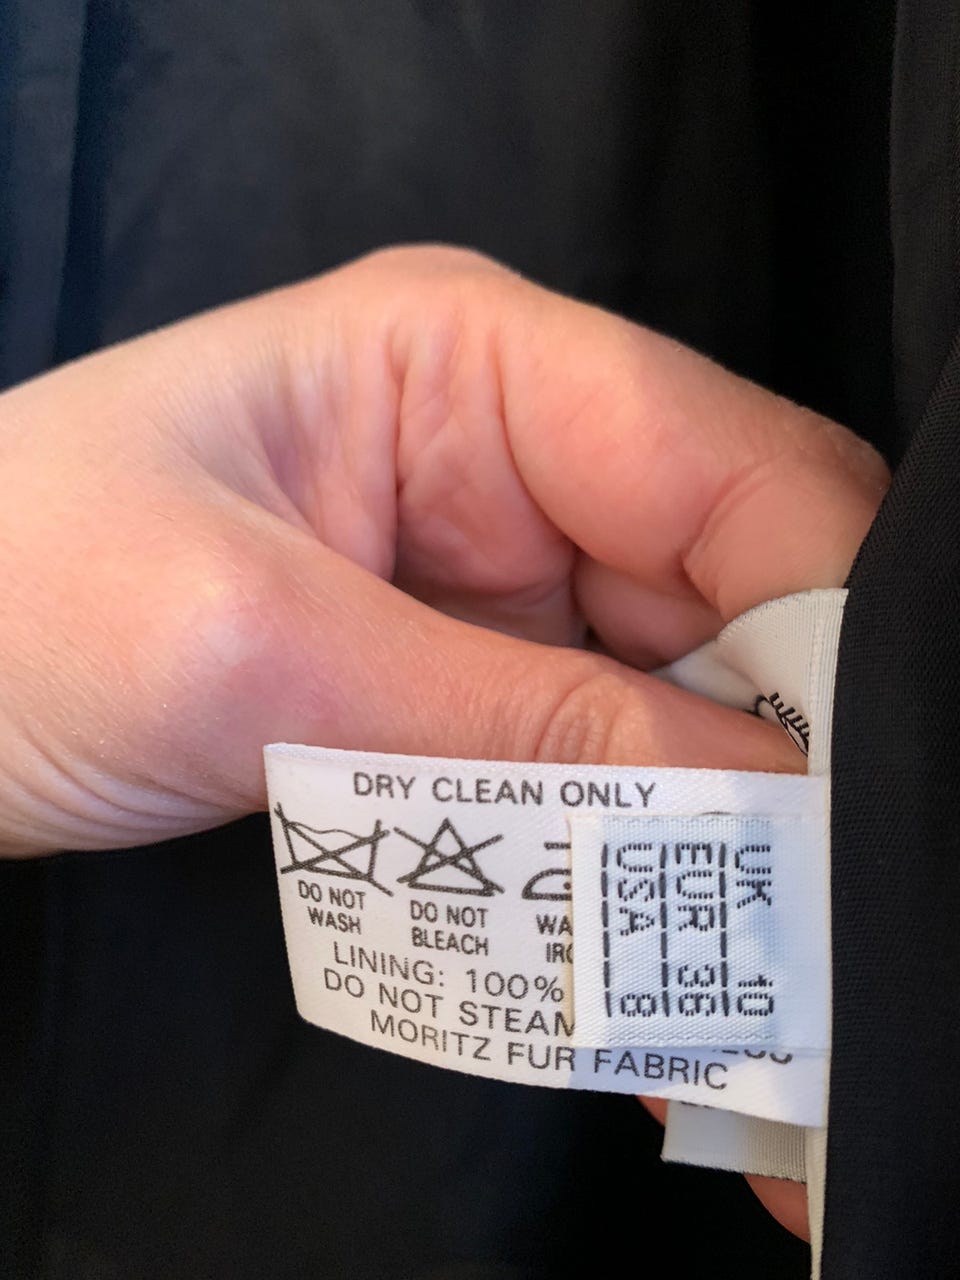 DRY CLEAN ONLY
DO NOT
WASH
DO NOT
BLEACH
LINING: 100%
DO NOT STEAM
MORITZ FUR FABRIC
UK 10
EUR 36
USA 8